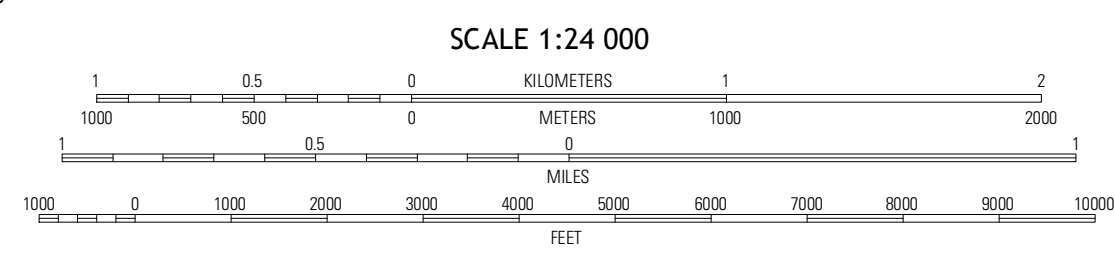 SCALE 1:24 000
1 0.5 0 KILOMETERS 1 2
1000 500 0 METERS 1000 2000
1 0.5 0 1
MILES
1000 0 1000 2000 3000 4000 5000 6000 7000 8000 9000 10000
FEET